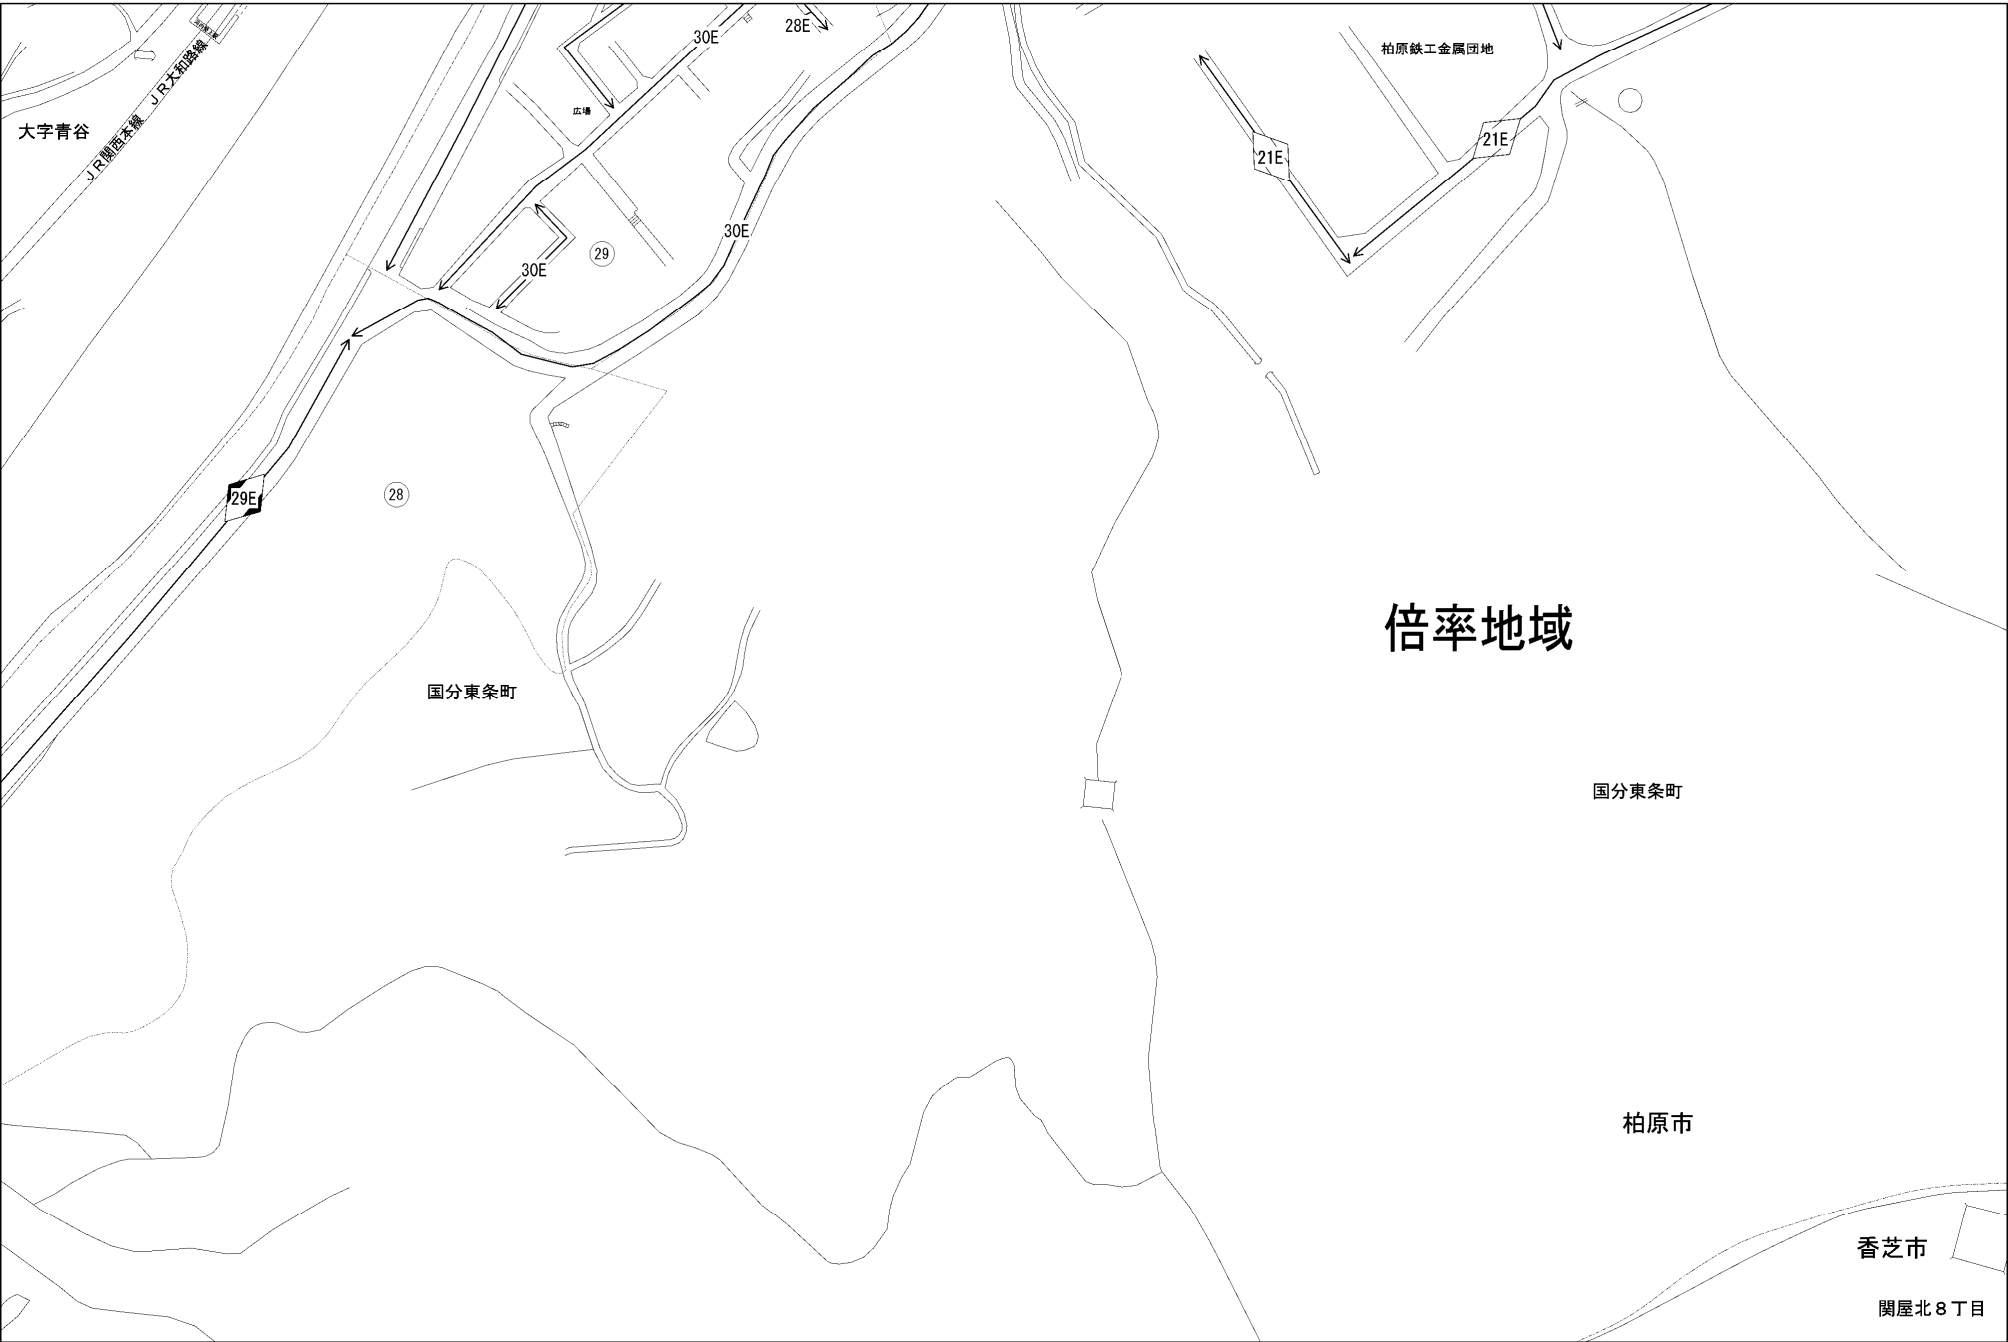 30E
28E
柏原鉄工金属団地
JR大和路線
JR関西本線
大字青谷
広場
21E
21E
30E
29
30E
29E
28
倍率地域
国分東条町
国分東条町
柏原市
香芝市
関屋北8丁目